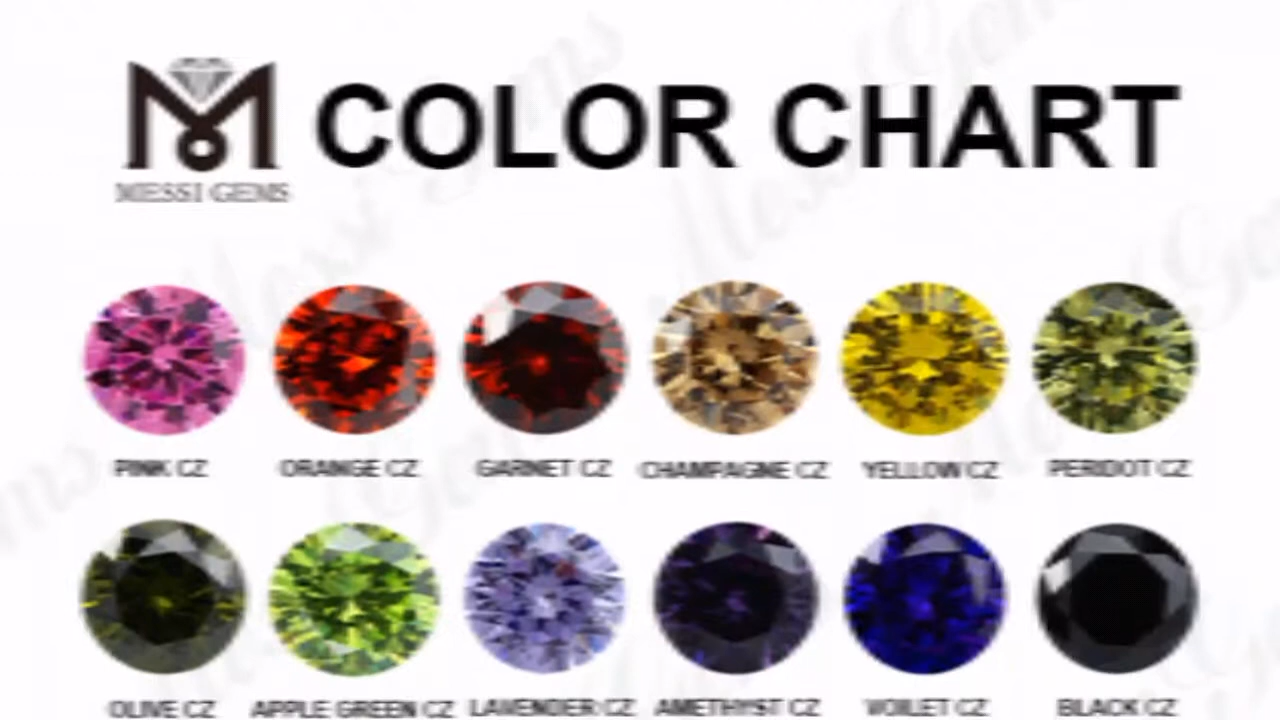 COLOR CHART
MESSI GEMS
PINK CZ ORANGE CZ GARNET CZ CHAMPAGNE CZ YELLOW CZ PERIDOT CZ
OLIVE CZ APPLE GREEN CZ LAVENDER CZ AMETHYST CZ VOILET CZ BLACK CZ